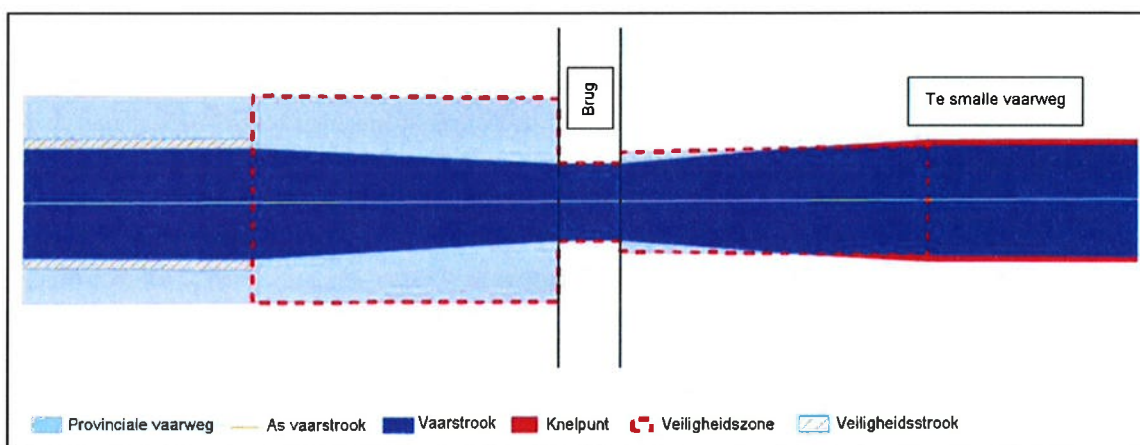 Brug
Te smalle vaarweg
Provinciale vaarweg
As vaarstrook
Vaarstrook
Knelpunt
Veiligheidszone
Veiligheidsstrook